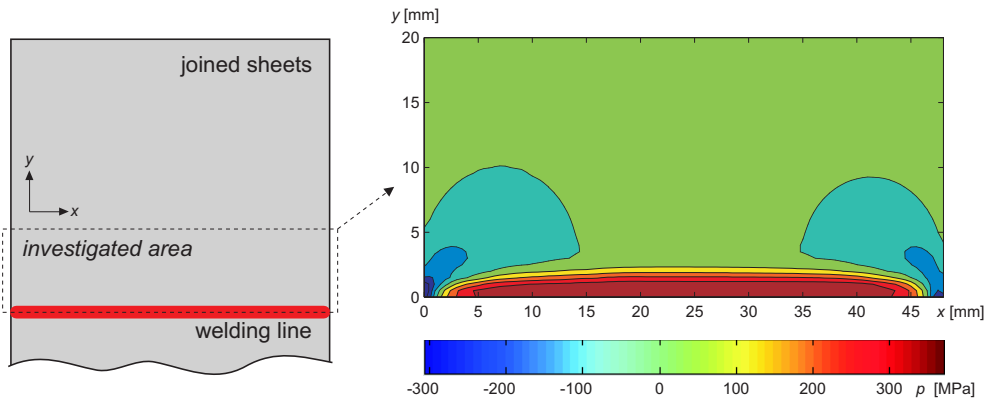 joined sheets
y
x
investigated area
welding line
y [mm]
20
15
10
5
0
0 5 10 15 20 25 30 35 40 45 x [mm]
-300 -200 -100 0 100 200 300 p [MPa]